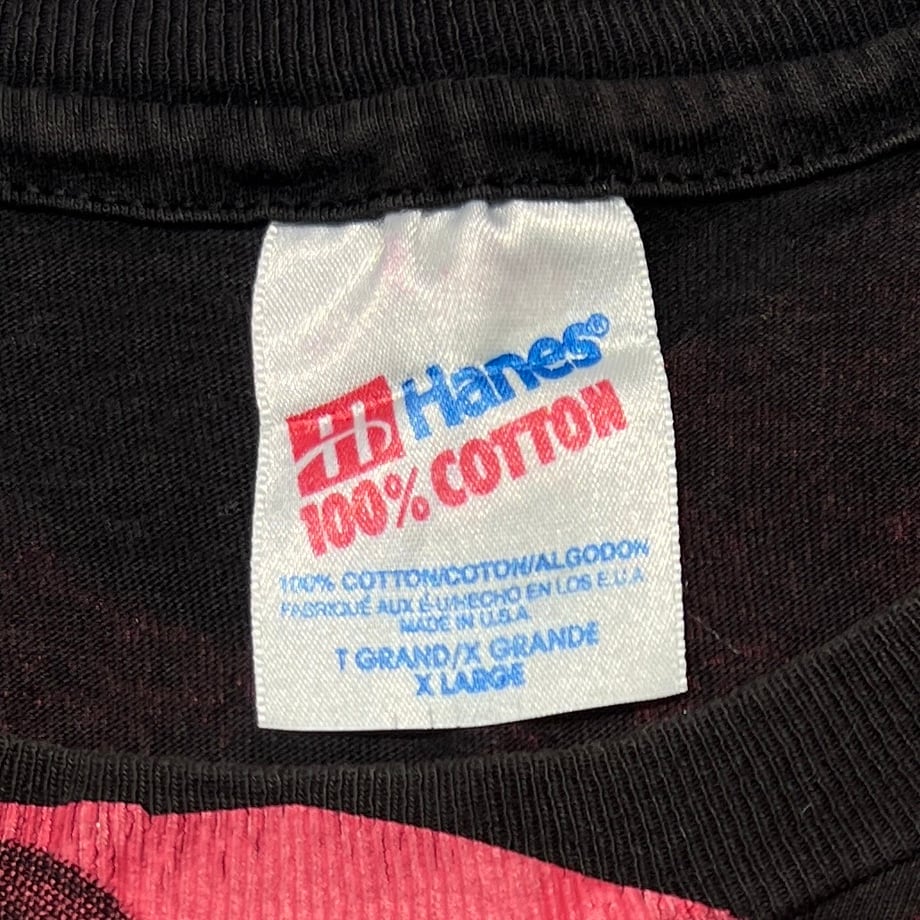 H Hanes®
100% COTTON
100% COTTON/COTON/ALGODON
FABRIQUÉ AUX É-U/HECHO EN LOS E.U.A
MADE IN U.S.A
T GRAND/X GRANDE
X LARGE